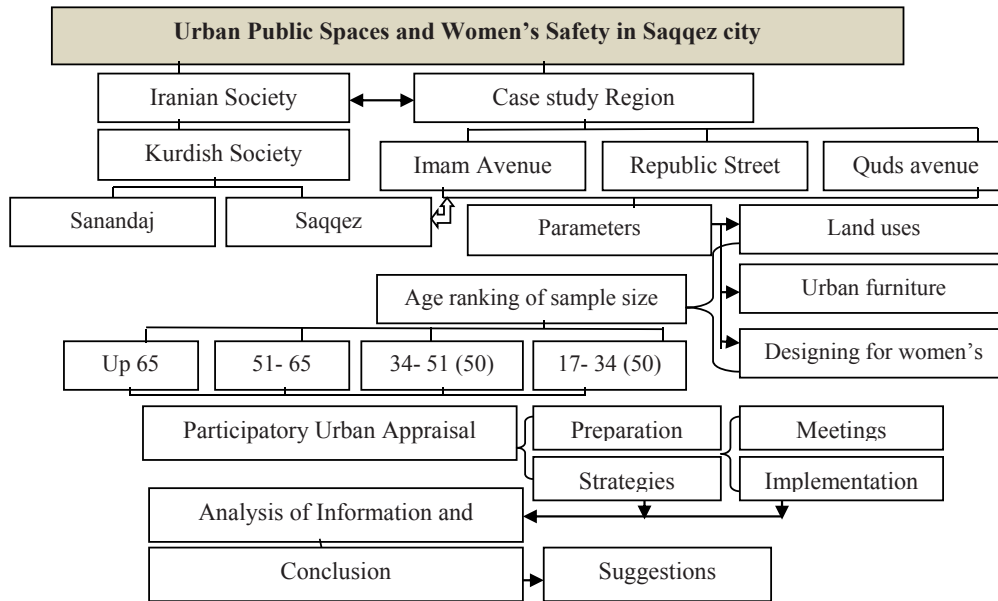 Urban Public Spaces and Women's Safety in Saqqez city
Iranian Society
Case study Region
Kurdish Society
Imam Avenue
Republic Street
Quds avenue
Sanandaj
Saqqez
Parameters
Land uses
Urban furniture
Age ranking of sample size
Designing for women's
Up 65
51- 65
34- 51 (50)
17- 34 (50)
Participatory Urban Appraisal
Preparation
Meetings
Strategies
Implementation
Analysis of Information and
Conclusion
Suggestions